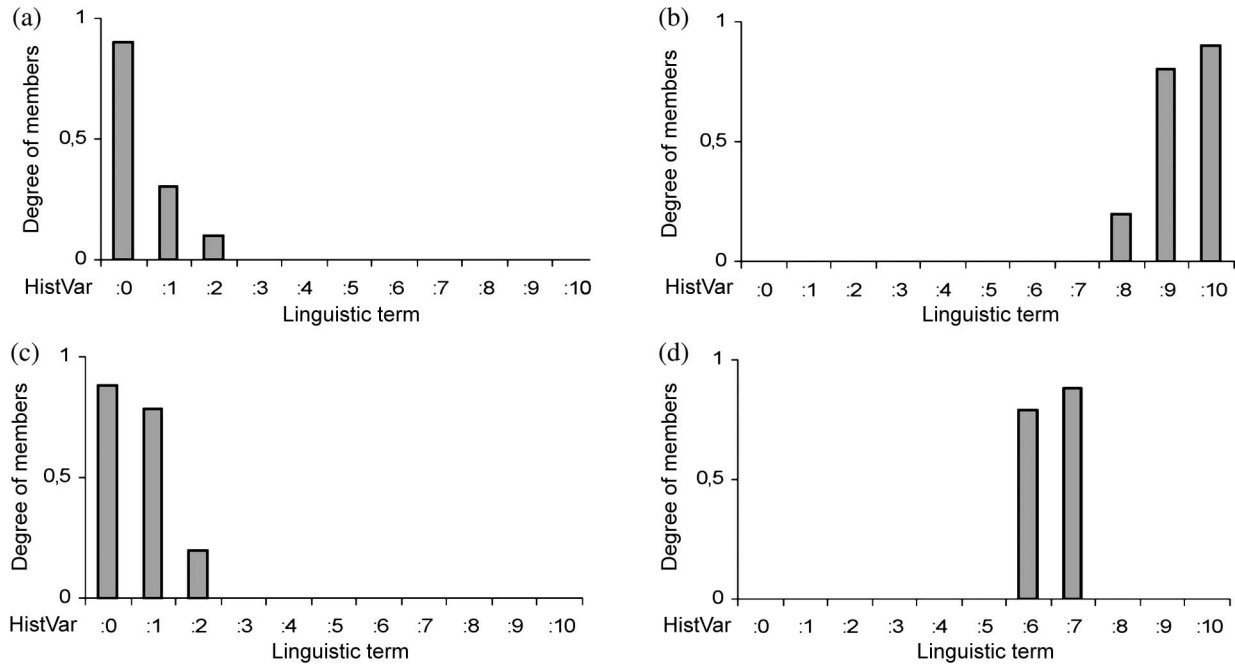 (a)
1
0,5
0
Degree of members
HistVar :0 :1 :2 :3 :4 :5 :6 :7 :8 :9 :10
Linguistic term
(b)
1
0,5
0
Degree of members
HistVar :0 :1 :2 :3 :4 :5 :6 :7 :8 :9 :10
Linguistic term
(c)
1
0,5
0
Degree of members
HistVar :0 :1 :2 :3 :4 :5 :6 :7 :8 :9 :10
Linguistic term
(d)
1
0,5
0
Degree of members
HistVar :0 :1 :2 :3 :4 :5 :6 :7 :8 :9 :10
Linguistic term